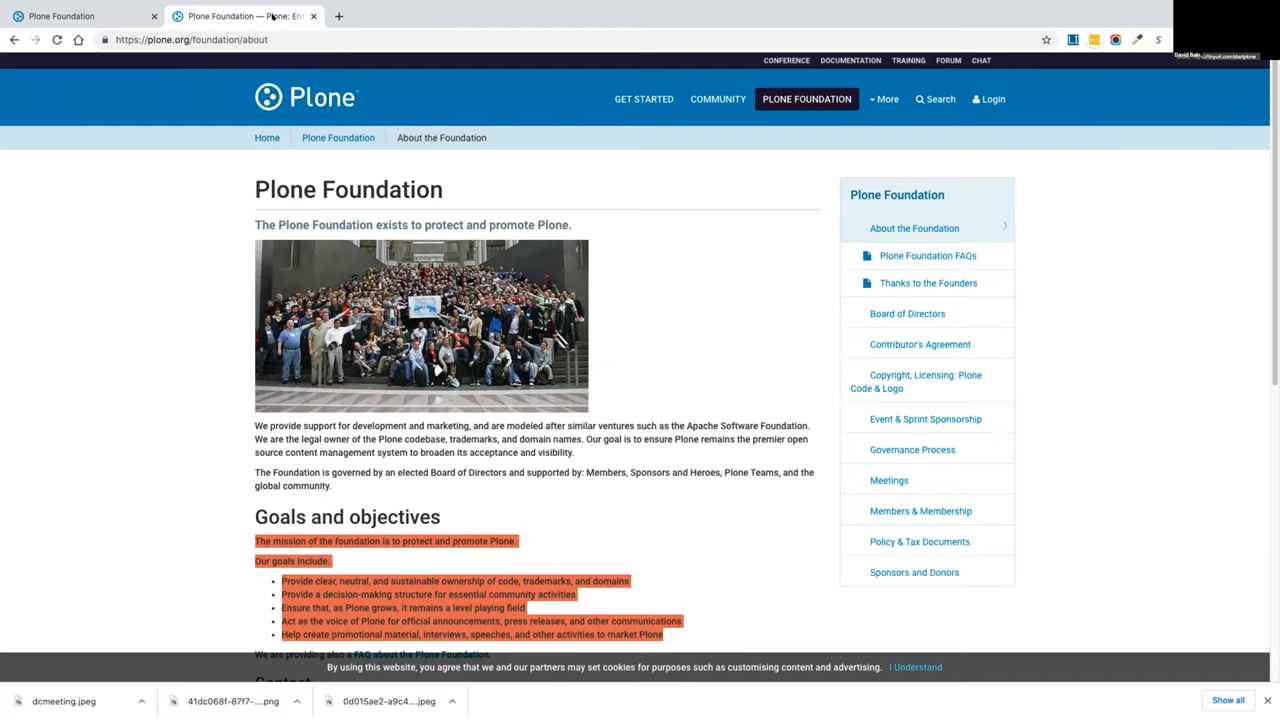 Plone Foundation
Plone Foundation — Plone: Ent
https://plone.org/foundation/about
David Bain
CONFERENCE DOCUMENTATION TRAINING FORUM CHAT
Plone
GET STARTED COMMUNITY PLONE FOUNDATION More Search Login
Home Plone Foundation About the Foundation
Plone Foundation
The Plone Foundation exists to protect and promote Plone.
We provide support for development and marketing, and are modeled after similar ventures such as the Apache Software Foundation.
We are the legal owner of the Plone codebase, trademarks, and domain names. Our goal is to ensure Plone remains the premier open
source content management system to broaden its acceptance and visibility.
The Foundation is governed by an elected Board of Directors and supported by: Members, Sponsors and Heroes, Plone Teams, and the
global community.
Goals and objectives
The mission of the foundation is to protect and promote Plone.
Our goals include:
Provide clear, neutral, and sustainable ownership of code, trademarks, and domains
Provide a decision-making structure for essential community activities
Ensure that, as Plone grows, it remains a level playing field
Act as the voice of Plone for official announcements, press releases, and other communications
Help create promotional material, interviews, speeches, and other activities to market Plone
We are providing also a FAQ about the Plone Foundation.
Contact
Plone Foundation
About the Foundation
Plone Foundation FAQs
Thanks to the Founders
Board of Directors
Contributor's Agreement
Copyright, Licensing: Plone
Code & Logo
Event & Sprint Sponsorship
Governance Process
Meetings
Members & Membership
Policy & Tax Documents
Sponsors and Donors
By using this website, you agree that we and our partners may set cookies for purposes such as customising content and advertising. I Understand
dcmeeting.jpeg
41dc068f-87f7-....png
0d015ae2-a9c4....jpeg
Show all